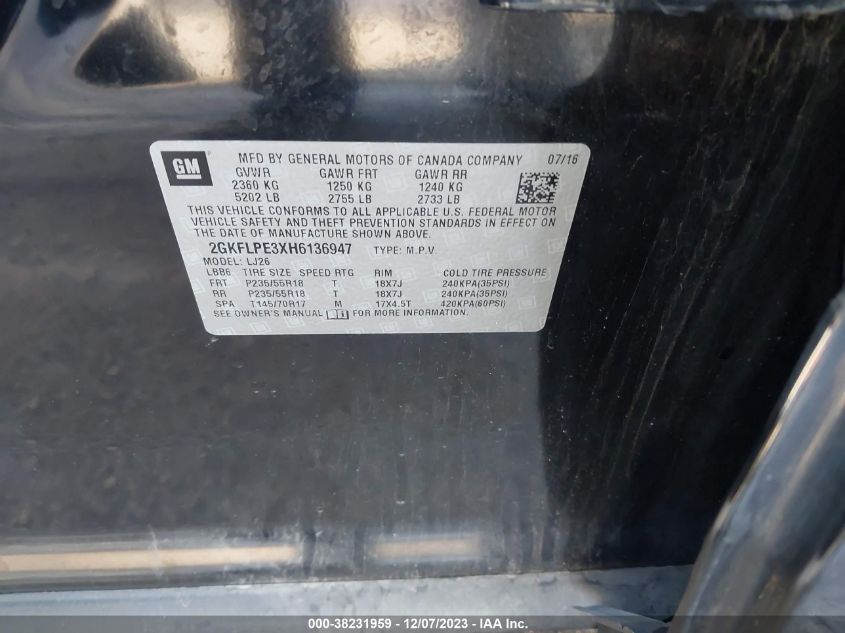 GM
MFD BY GENERAL MOTORS OF CANADA COMPANY 07/16
GVWR GAWR FRT GAWR RR
2360 KG 1250 KG 1240 KG
5202 LB 2755 LB 2733 LB
THIS VEHICLE CONFORMS TO ALL APPLICABLE U.S. FEDERAL MOTOR
VEHICLE SAFETY AND THEFT PREVENTION STANDARDS IN EFFECT ON
THE DATE OF MANUFACTURE SHOWN ABOVE.
2GKFLPE3XH6136947 TYPE: M.P.V.
MODEL: LJ26
LBB6 TIRE SIZE SPEED RTG RIM COLD TIRE PRESSURE
FRT P235/55R18 T 18X7J 240KPA(35PSI)
RR P235/55R18 T 18X7J 240KPA(35PSI)
SPA T145/70R17 M 17X4.5T 420KPA(60PSI)
SEE OWNER'S MANUAL FOR MORE INFORMATION.
000-38231959 - 12/07/2023 - IAA Inc.